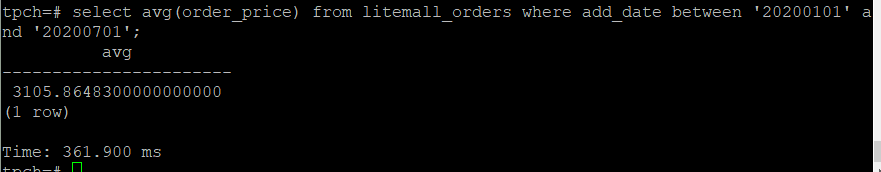 tpch=# select avg(order_price) from litemall_orders where add_date between '20200101' a
nd '20200701';
avg
-----------------------
3105.8648300000000000
(1 row)
Time: 361.900 ms
tpch=#